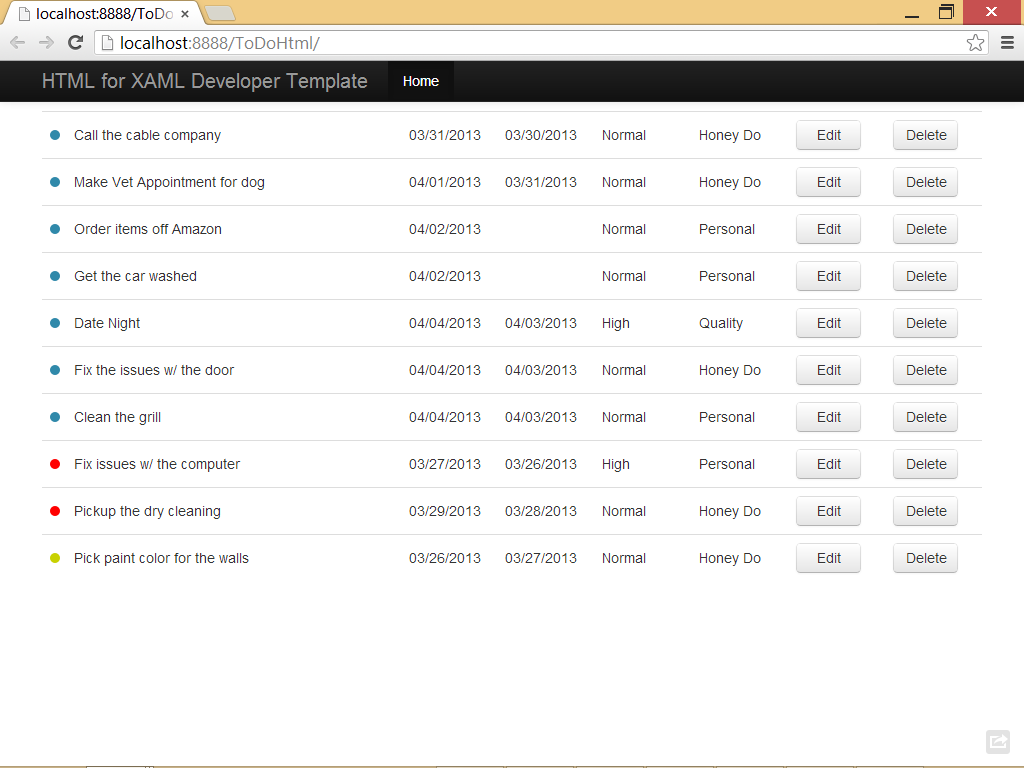 localhost:8888/ToDo
localhost:8888/ToDoHtml/
HTML for XAML Developer Template Home
Call the cable company 03/31/2013 03/30/2013 Normal Honey Do Edit Delete
Make Vet Appointment for dog 04/01/2013 03/31/2013 Normal Honey Do Edit Delete
Order items off Amazon 04/02/2013 Normal Personal Edit Delete
Get the car washed 04/02/2013 Normal Personal Edit Delete
Date Night 04/04/2013 04/03/2013 High Quality Edit Delete
Fix the issues w/ the door 04/04/2013 04/03/2013 Normal Honey Do Edit Delete
Clean the grill 04/04/2013 04/03/2013 Normal Personal Edit Delete
Fix issues w/ the computer 03/27/2013 03/26/2013 High Personal Edit Delete
Pickup the dry cleaning 03/29/2013 03/28/2013 Normal Honey Do Edit Delete
Pick paint color for the walls 03/26/2013 03/27/2013 Normal Honey Do Edit Delete